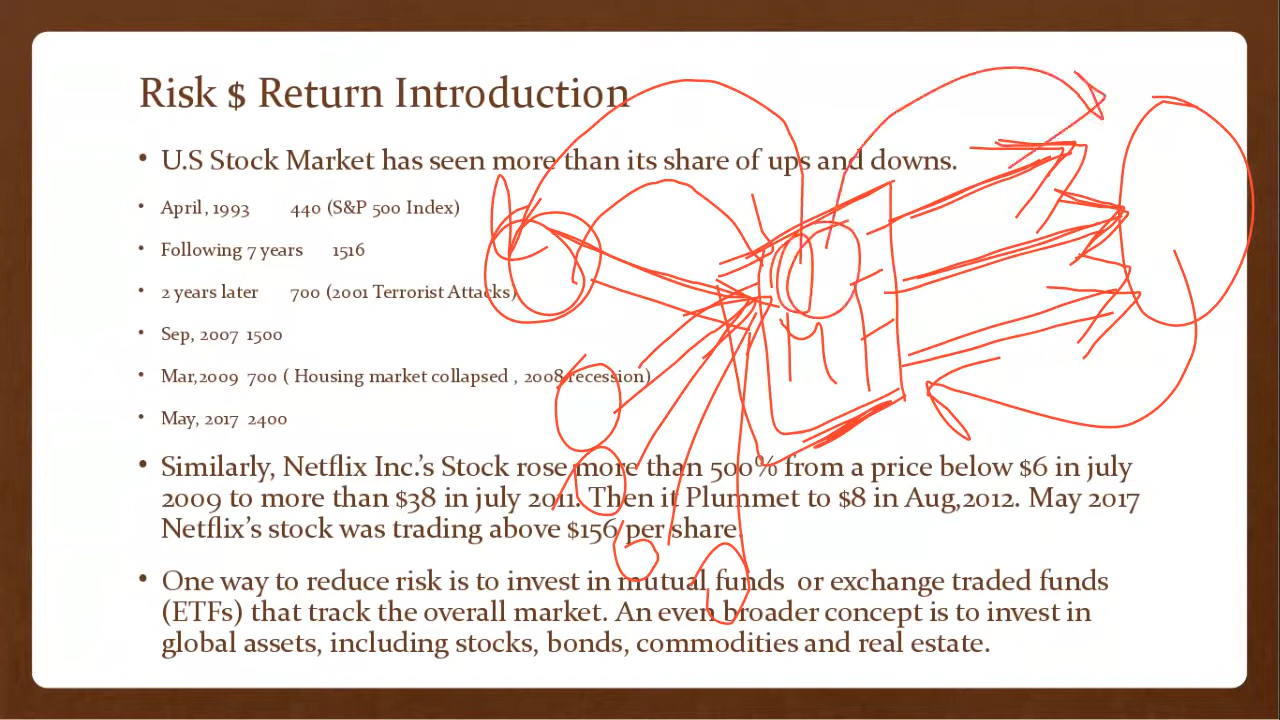 Risk $ Return Introduction
• U.S Stock Market has seen more than its share of ups and downs.
• April, 1993 440 (S&P 500 Index)
• Following 7 years 1516
• 2 years later 700 (2001 Terrorist Attacks)
• Sep, 2007 1500
• Mar,2009 700 ( Housing market collapsed , 2008 recession)
• May, 2017 2400
• Similarly, Netflix Inc.'s Stock rose more than 500% from a price below $6 in july
2009 to more than $38 in july 2011. Then it Plummet to $8 in Aug,2012. May 2017
Netflix's stock was trading above $156 per share.
• One way to reduce risk is to invest in mutual funds or exchange traded funds
(ETFs) that track the overall market. An even broader concept is to invest in
global assets, including stocks, bonds, commodities and real estate.